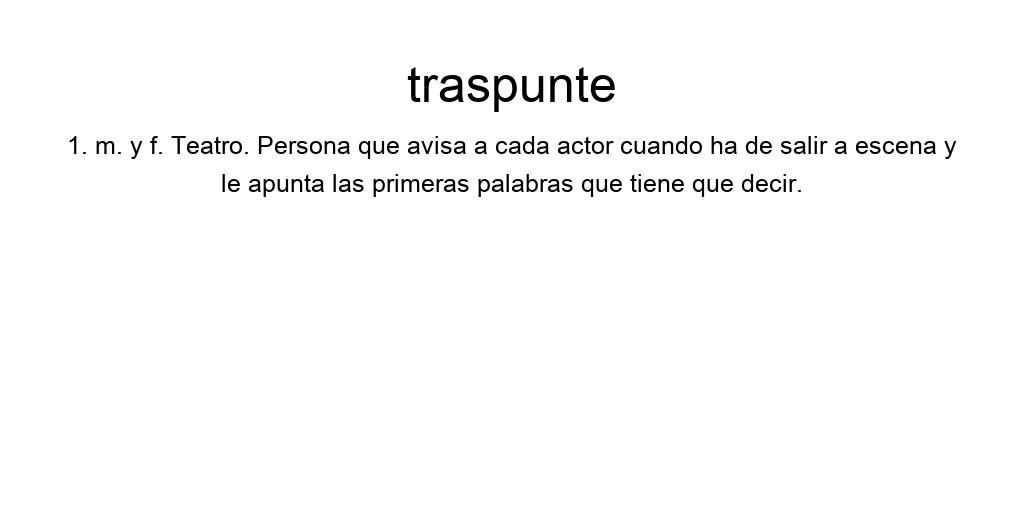 traspunte
1. m. y f. Teatro. Persona que avisa a cada actor cuando ha de salir a escena y
le apunta las primeras palabras que tiene que decir.